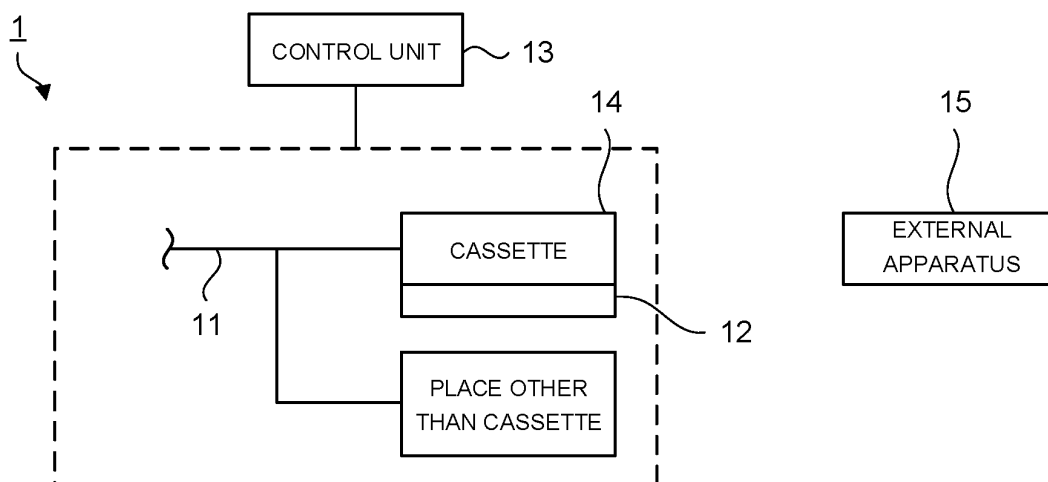 1
CONTROL UNIT
13
14
15
CASSETTE
EXTERNAL
APPARATUS
11
12
PLACE OTHER
THAN CASSETTE